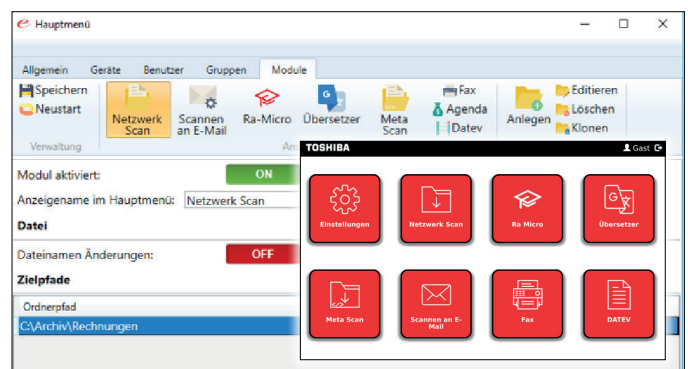 e Hauptmenü
Allgemein Geräte Benutzer Gruppen Module
Speichern
Neustart
Verwaltung
Netzwerk
Scan
Scannen
an E-Mail
Ra-Micro
Übersetzer
Meta
Scan
Fax
Agenda
Datev
Anlegen
Editieren
Löschen
Klonen
Modul aktiviert: ON
Anzeigename im Hauptmenü: Netzwerk Scan
Datei
Dateinamen Änderungen: OFF
Zielpfade
Ordnerpfad
C:\Archiv\Rechnungen
TOSHIBA Gast
Einstellungen Netzwerk Scan Ra Micro Übersetzer
Meta Scan Scannen an E-
Mail Fax DATEV